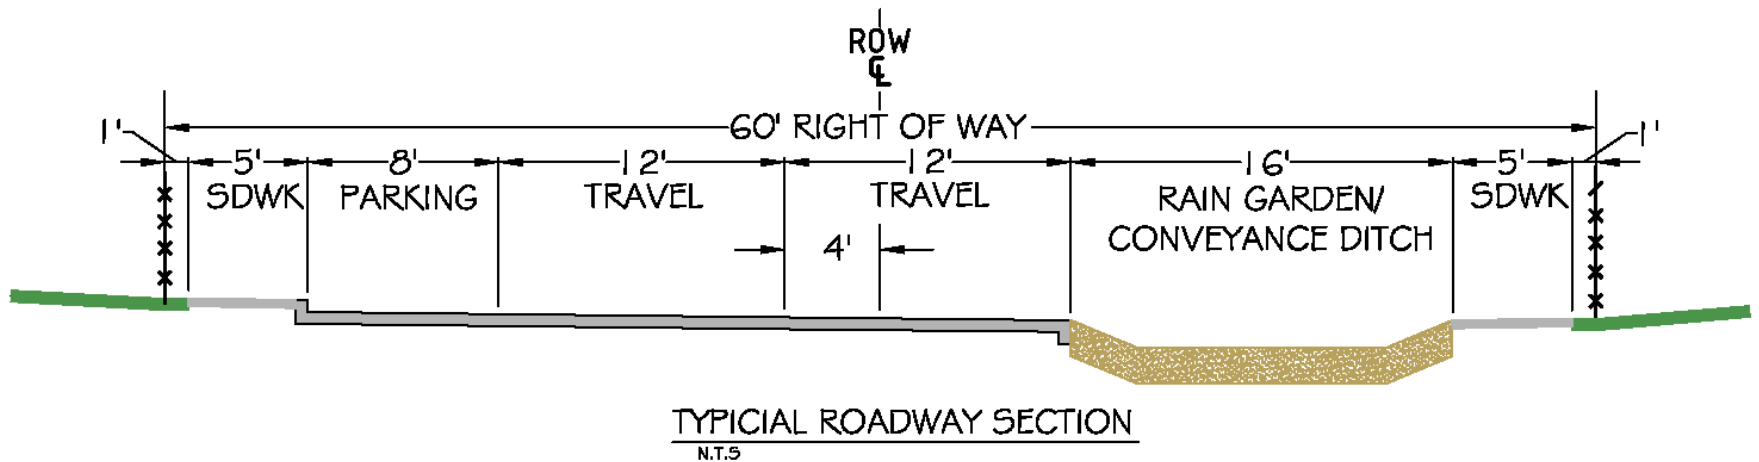 ROW
℄
60' RIGHT OF WAY
1' 5' 8' 12' 12' 16' 5' 1'
SDWK PARKING TRAVEL TRAVEL RAIN GARDEN/ SDWK
CONVEYANCE DITCH
4'
TYPICIAL ROADWAY SECTION
N.T.S